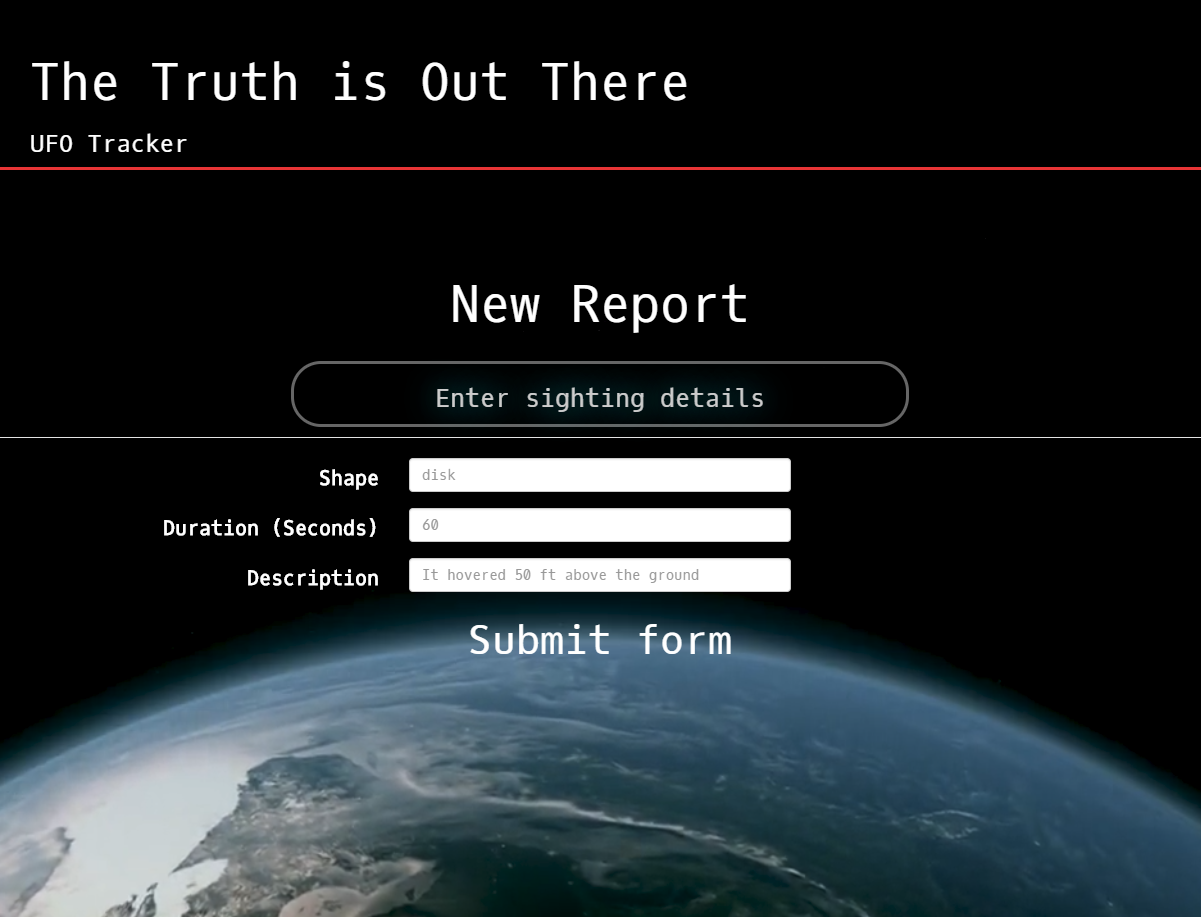 The Truth is Out There
UFO Tracker
New Report
Enter sighting details
Shape
disk
Duration (Seconds)
60
Description
It hovered 50 ft above the ground
Submit form